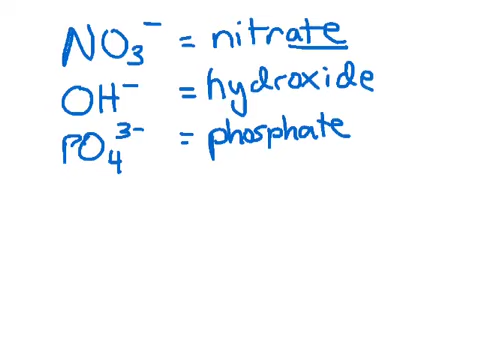 NO₃⁻ = nitrate
OH⁻ = hydroxide
PO₄³⁻ = phosphate